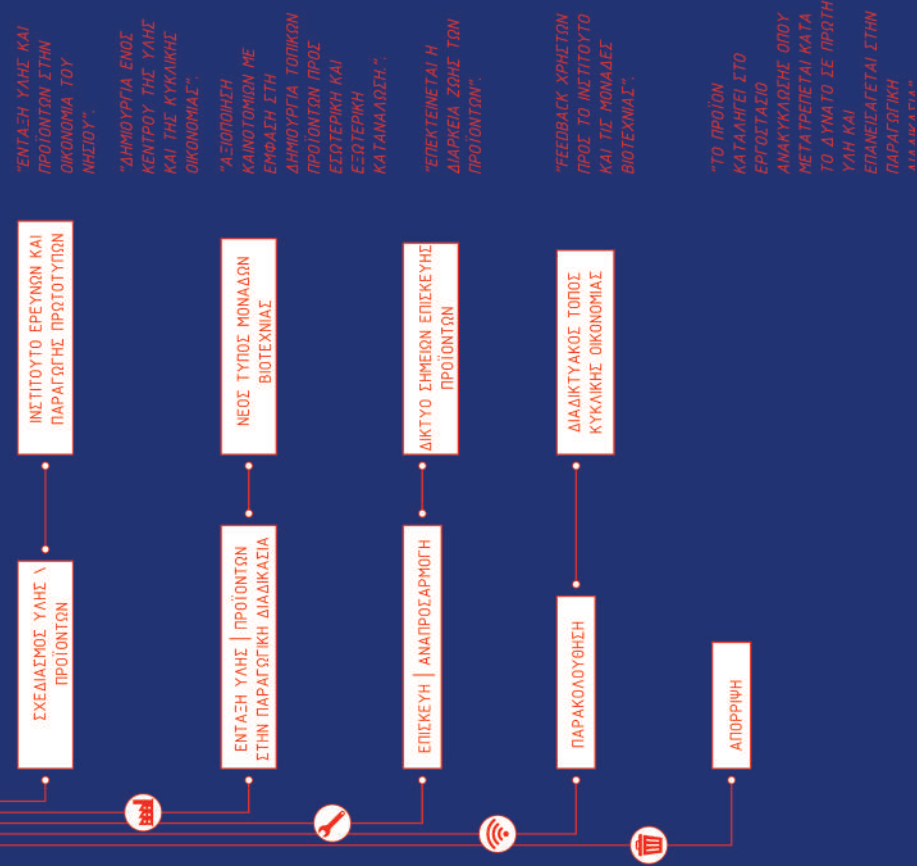 ΣΧΕΔΙΑΣΜΟΣ ΥΛΗΣ \
ΠΡΟΪΟΝΤΩΝ
ΙΝΣΤΙΤΟΥΤΟ ΕΡΕΥΝΩΝ ΚΑΙ
ΠΑΡΑΓΩΓΗΣ ΠΡΩΤΟΤΥΠΩΝ
"ΕΝΤΑΞΗ ΥΛΗΣ ΚΑΙ
ΠΡΟΪΟΝΤΩΝ ΣΤΗΝ
ΟΙΚΟΝΟΜΙΑ ΤΟΥ
ΝΗΣΙΟΥ".
"ΔΗΜΙΟΥΡΓΙΑ ΕΝΟΣ
ΚΕΝΤΡΟΥ ΤΗΣ ΥΛΗΣ
ΚΑΙ ΤΗΣ ΚΥΚΛΙΚΗΣ
ΟΙΚΟΝΟΜΙΑΣ".
ΕΝΤΑΞΗ ΥΛΗΣ | ΠΡΟΪΟΝΤΩΝ
ΣΤΗΝ ΠΑΡΑΓΩΓΙΚΗ ΔΙΑΔΙΚΑΣΙΑ
ΝΕΟΣ ΤΥΠΟΣ ΜΟΝΑΔΩΝ
ΒΙΟΤΕΧΝΙΑΣ
"ΑΞΙΟΠΟΙΗΣΗ
ΚΑΙΝΟΤΟΜΙΩΝ ΜΕ
ΕΜΦΑΣΗ ΣΤΗ
ΔΗΜΙΟΥΡΓΙΑ ΤΟΠΙΚΩΝ
ΠΡΟΪΟΝΤΩΝ ΠΡΟΣ
ΕΣΩΤΕΡΙΚΗ ΚΑΙ
ΕΞΩΤΕΡΙΚΗ
ΚΑΤΑΝΑΛΩΣΗ.".
ΕΠΙΣΚΕΥΗ | ΑΝΑΠΡΟΣΑΡΜΟΓΗ
ΔΙΚΤΥΟ ΣΗΜΕΙΩΝ ΕΠΙΣΚΕΥΗΣ
ΠΡΟΪΟΝΤΩΝ
"ΕΠΕΚΤΕΙΝΕΤΑΙ Η
ΔΙΑΡΚΕΙΑ ΖΩΗΣ ΤΩΝ
ΠΡΟΪΟΝΤΩΝ".
ΠΑΡΑΚΟΛΟΥΘΗΣΗ
ΔΙΑΔΙΚΤΥΑΚΟΣ ΤΟΠΟΣ
ΚΥΚΛΙΚΗΣ ΟΙΚΟΝΟΜΙΑΣ
"FEEDBACK ΧΡΗΣΤΩΝ
ΠΡΟΣ ΤΟ ΙΝΣΤΙΤΟΥΤΟ
ΚΑΙ ΤΙΣ ΜΟΝΑΔΕΣ
ΒΙΟΤΕΧΝΙΑΣ".
ΑΠΟΡΡΙΨΗ
"ΤΟ ΠΡΟΪΟΝ
ΚΑΤΑΛΗΓΕΙ ΣΤΟ
ΕΡΓΟΣΤΑΣΙΟ
ΑΝΑΚΥΚΛΩΣΗΣ ΟΠΟΥ
ΜΕΤΑΤΡΕΠΕΤΑΙ ΚΑΤΑ
ΤΟ ΔΥΝΑΤΟ ΣΕ ΠΡΩΤΗ
ΥΛΗ ΚΑΙ
ΕΠΑΝΕΙΣΑΓΕΤΑΙ ΣΤΗΝ
ΠΑΡΑΓΩΓΙΚΗ